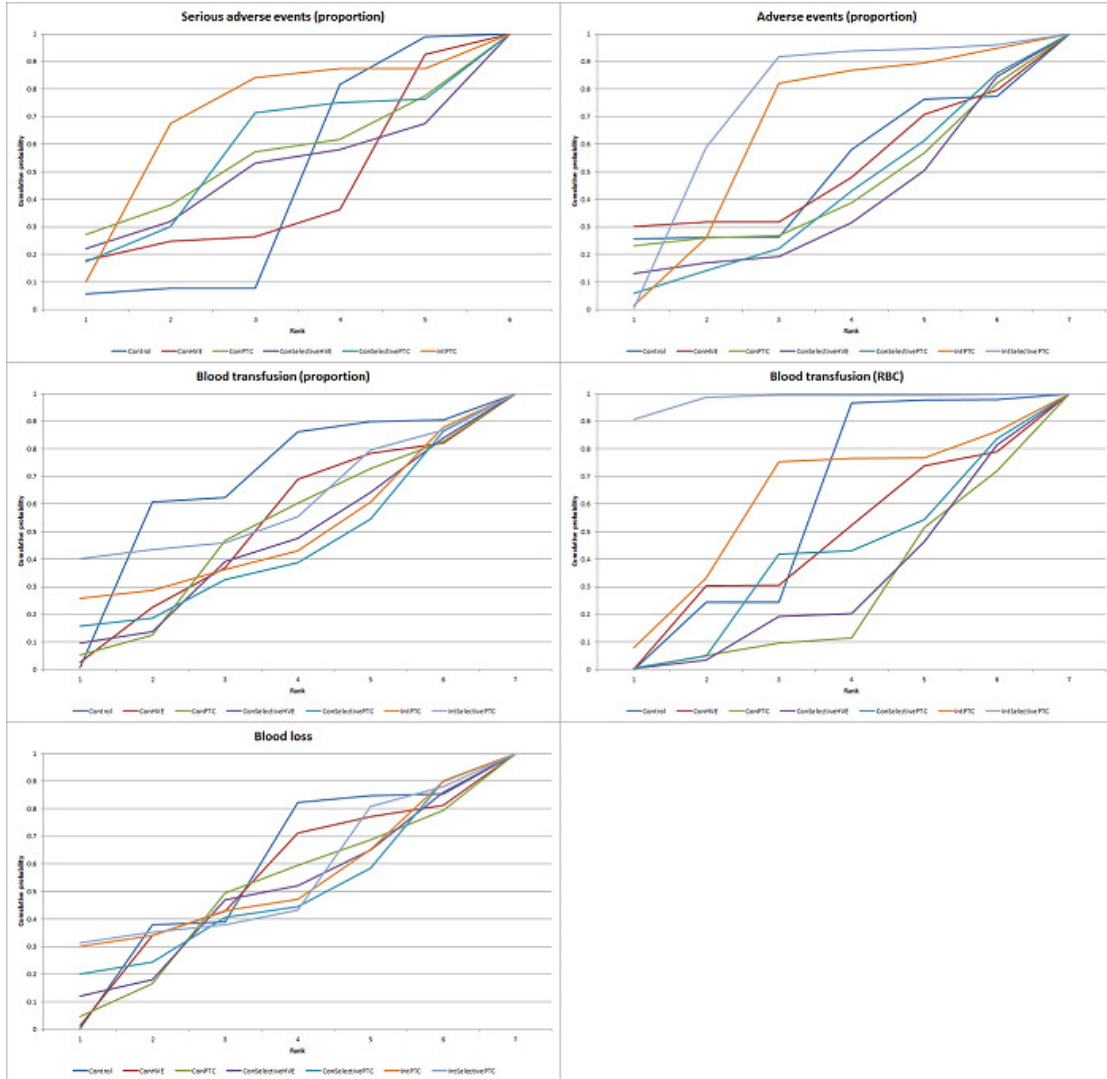 Serious adverse events (proportion)
Cumulative probability
1
0.9
0.8
0.7
0.6
0.5
0.4
0.3
0.2
0.1
0
1 2 3 4 5 6
Rank
Control ConHVE ConPTC ConSelectiveHVE ConSelectivePTC IntPTC
Adverse events (proportion)
Cumulative probability
1
0.9
0.8
0.7
0.6
0.5
0.4
0.3
0.2
0.1
0
1 2 3 4 5 6 7
Rank
Control ConHVE ConPTC ConSelectiveHVE ConSelectivePTC IntPTC IntSelectivePTC
Blood transfusion (proportion)
Cumulative probability
1
0.9
0.8
0.7
0.6
0.5
0.4
0.3
0.2
0.1
0
1 2 3 4 5 6 7
Rank
Control ConHVE ConPTC ConSelectiveHVE ConSelectivePTC IntPTC IntSelectivePTC
Blood transfusion (RBC)
Cumulative probability
1
0.9
0.8
0.7
0.6
0.5
0.4
0.3
0.2
0.1
0
1 2 3 4 5 6 7
Rank
Control ConHVE ConPTC ConSelectiveHVE ConSelectivePTC IntPTC IntSelectivePTC
Blood loss
Cumulative probability
1
0.9
0.8
0.7
0.6
0.5
0.4
0.3
0.2
0.1
0
1 2 3 4 5 6 7
Rank
Control ConHVE ConPTC ConSelectiveHVE ConSelectivePTC IntPTC IntSelectivePTC